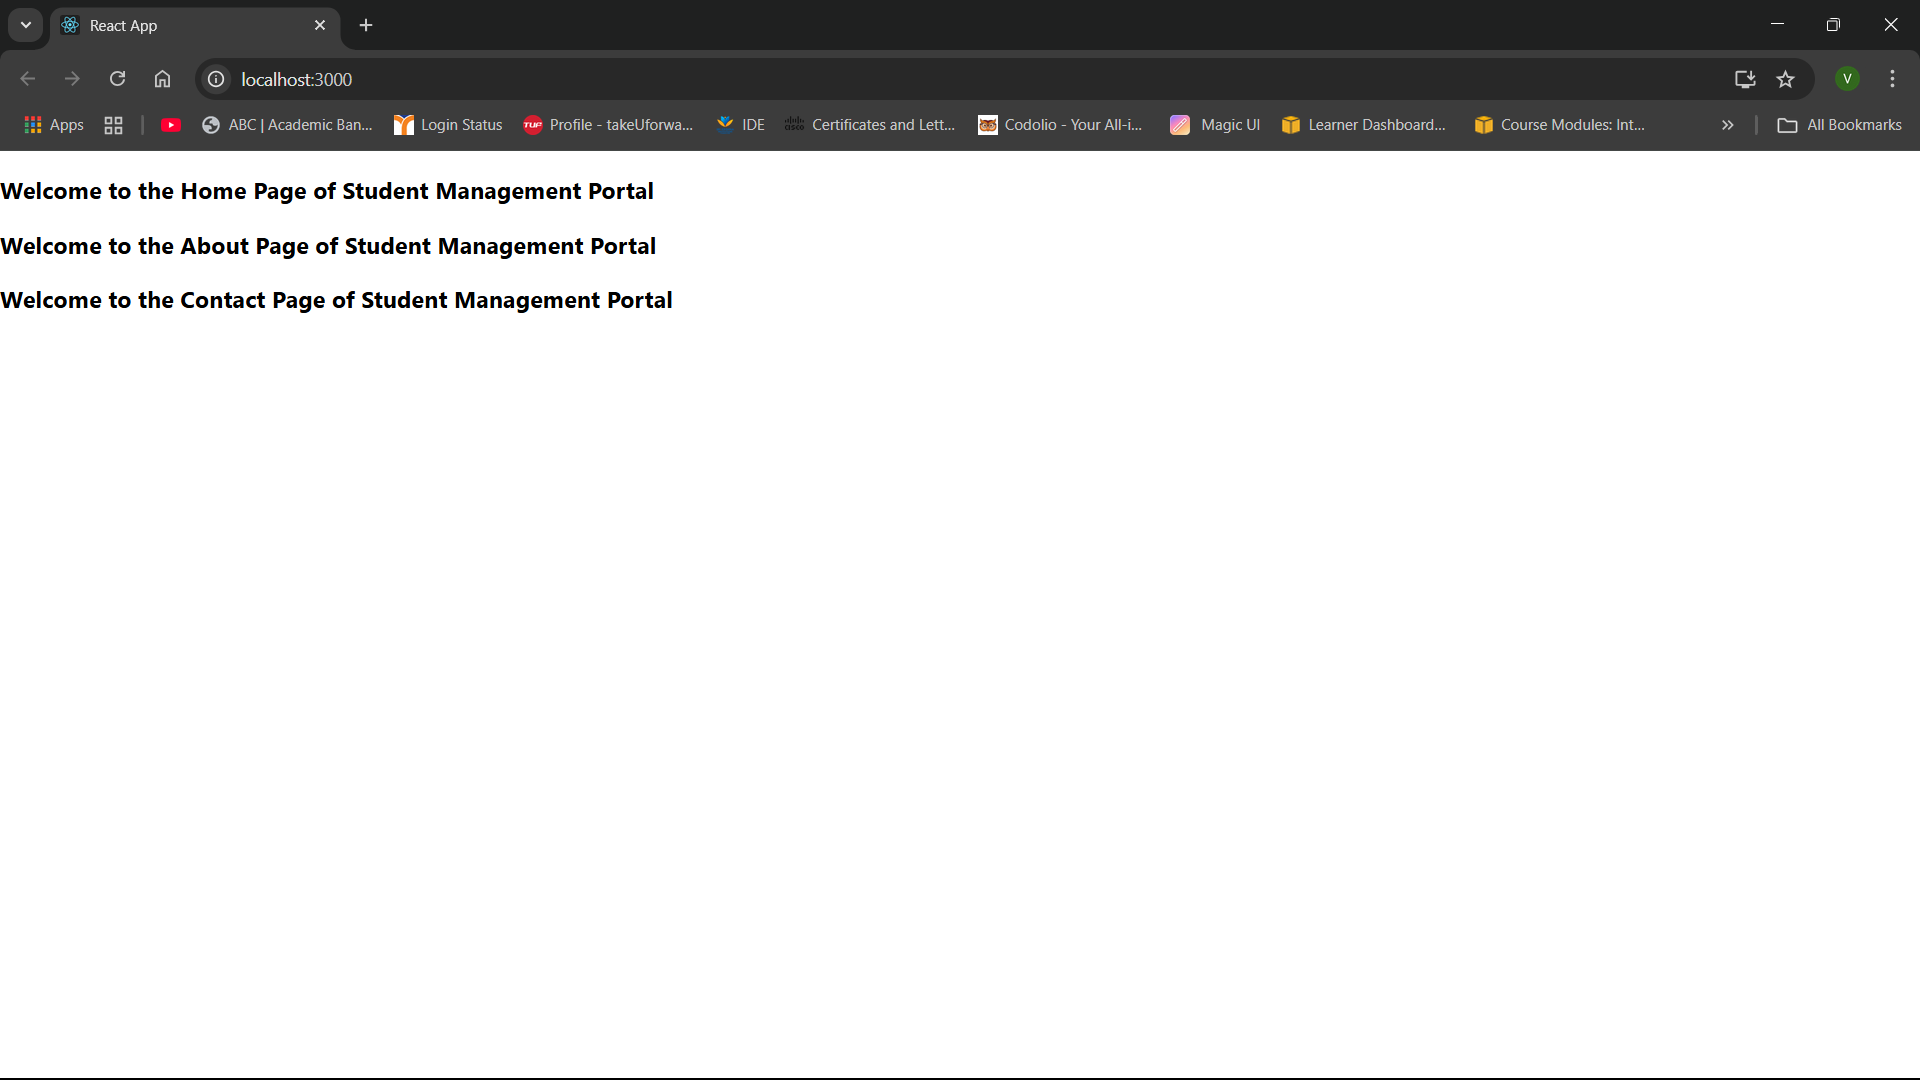 React App
localhost:3000
V
Apps
ABC | Academic Ban...
Login Status
TUF
Profile - takeUforwa...
IDE
cisco
Certificates and Lett...
Codolio - Your All-i...
Magic UI
Learner Dashboard...
Course Modules: Int...
All Bookmarks
Welcome to the Home Page of Student Management Portal
Welcome to the About Page of Student Management Portal
Welcome to the Contact Page of Student Management Portal